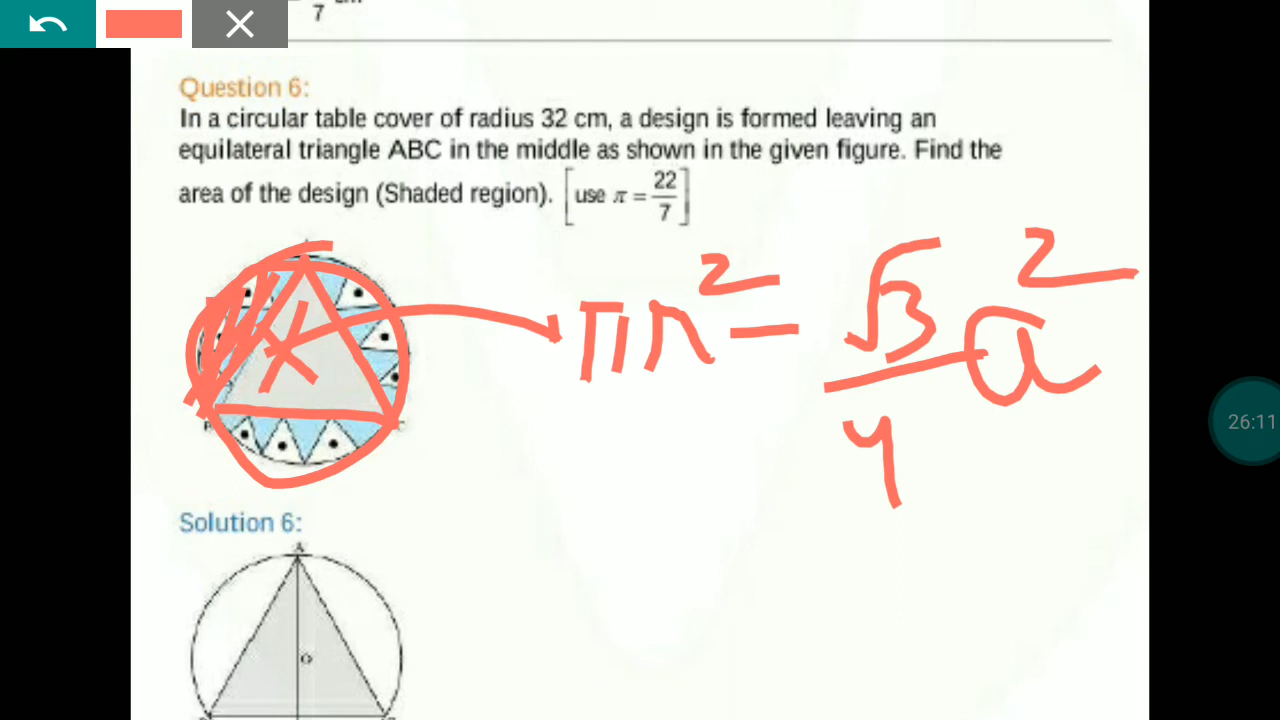 7 cm
Question 6:
In a circular table cover of radius 32 cm, a design is formed leaving an
equilateral triangle ABC in the middle as shown in the given figure. Find the
area of the design (Shaded region). [use π = 22/7]
πr² - √3/4 a²
C
26:11
Solution 6:
A
O